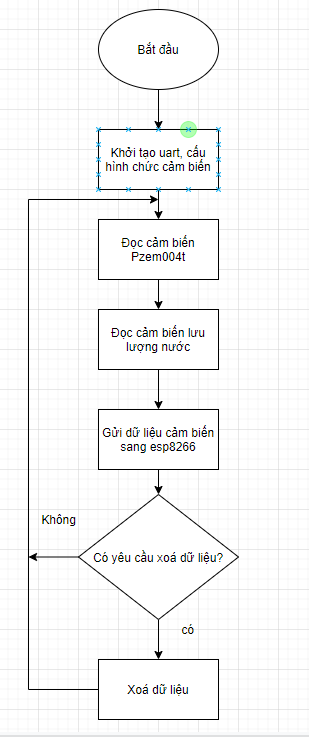 Bắt đầu
Khởi tạo uart, cấu
hình chức cảm biến
Đọc cảm biến
Pzem004t
Đọc cảm biến lưu
lượng nước
Gửi dữ liệu cảm biến
sang esp8266
Không
Có yêu cầu xoá dữ liệu?
có
Xoá dữ liệu